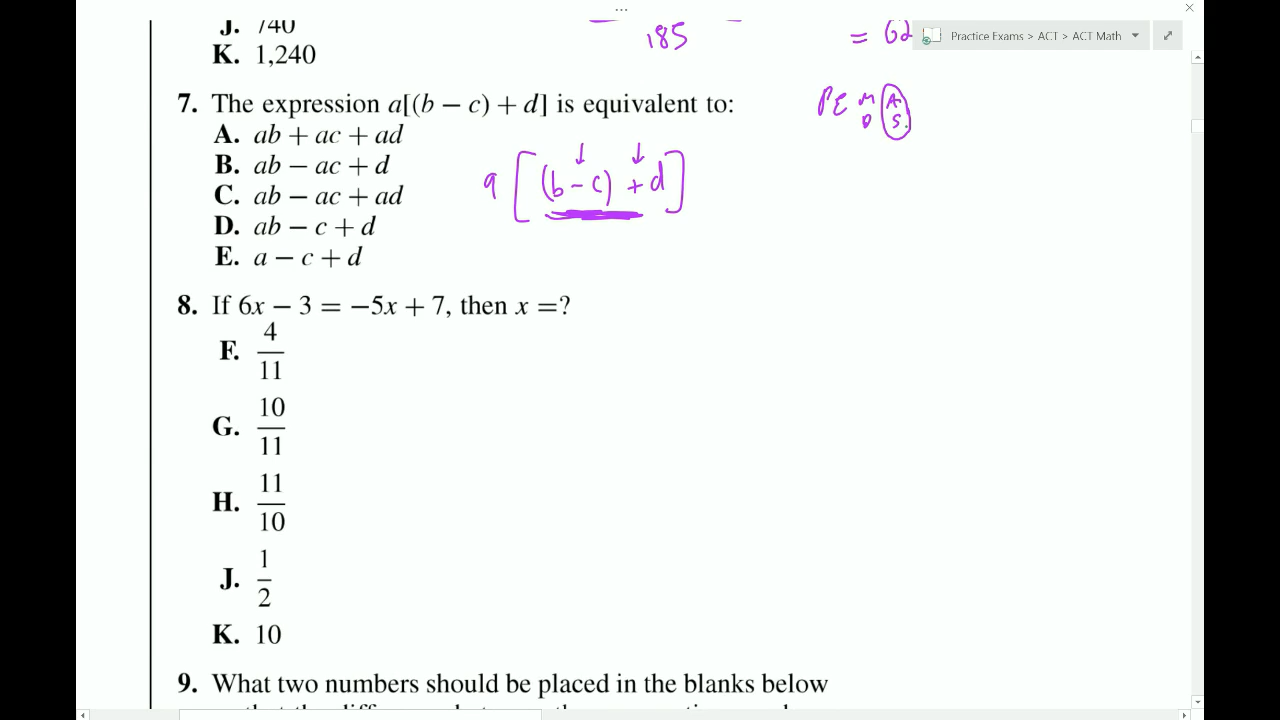 J. 740
K. 1,240
185
= 62
Practice Exams > ACT > ACT Math
7. The expression a[(b − c) + d] is equivalent to:
A. ab + ac + ad
B. ab − ac + d
C. ab − ac + ad
D. ab − c + d
E. a − c + d
PE M A
D S.
a [(b − c) + d]
8. If 6x − 3 = −5x + 7, then x =?
F. 4/11
G. 10/11
H. 11/10
J. 1/2
K. 10
9. What two numbers should be placed in the blanks below